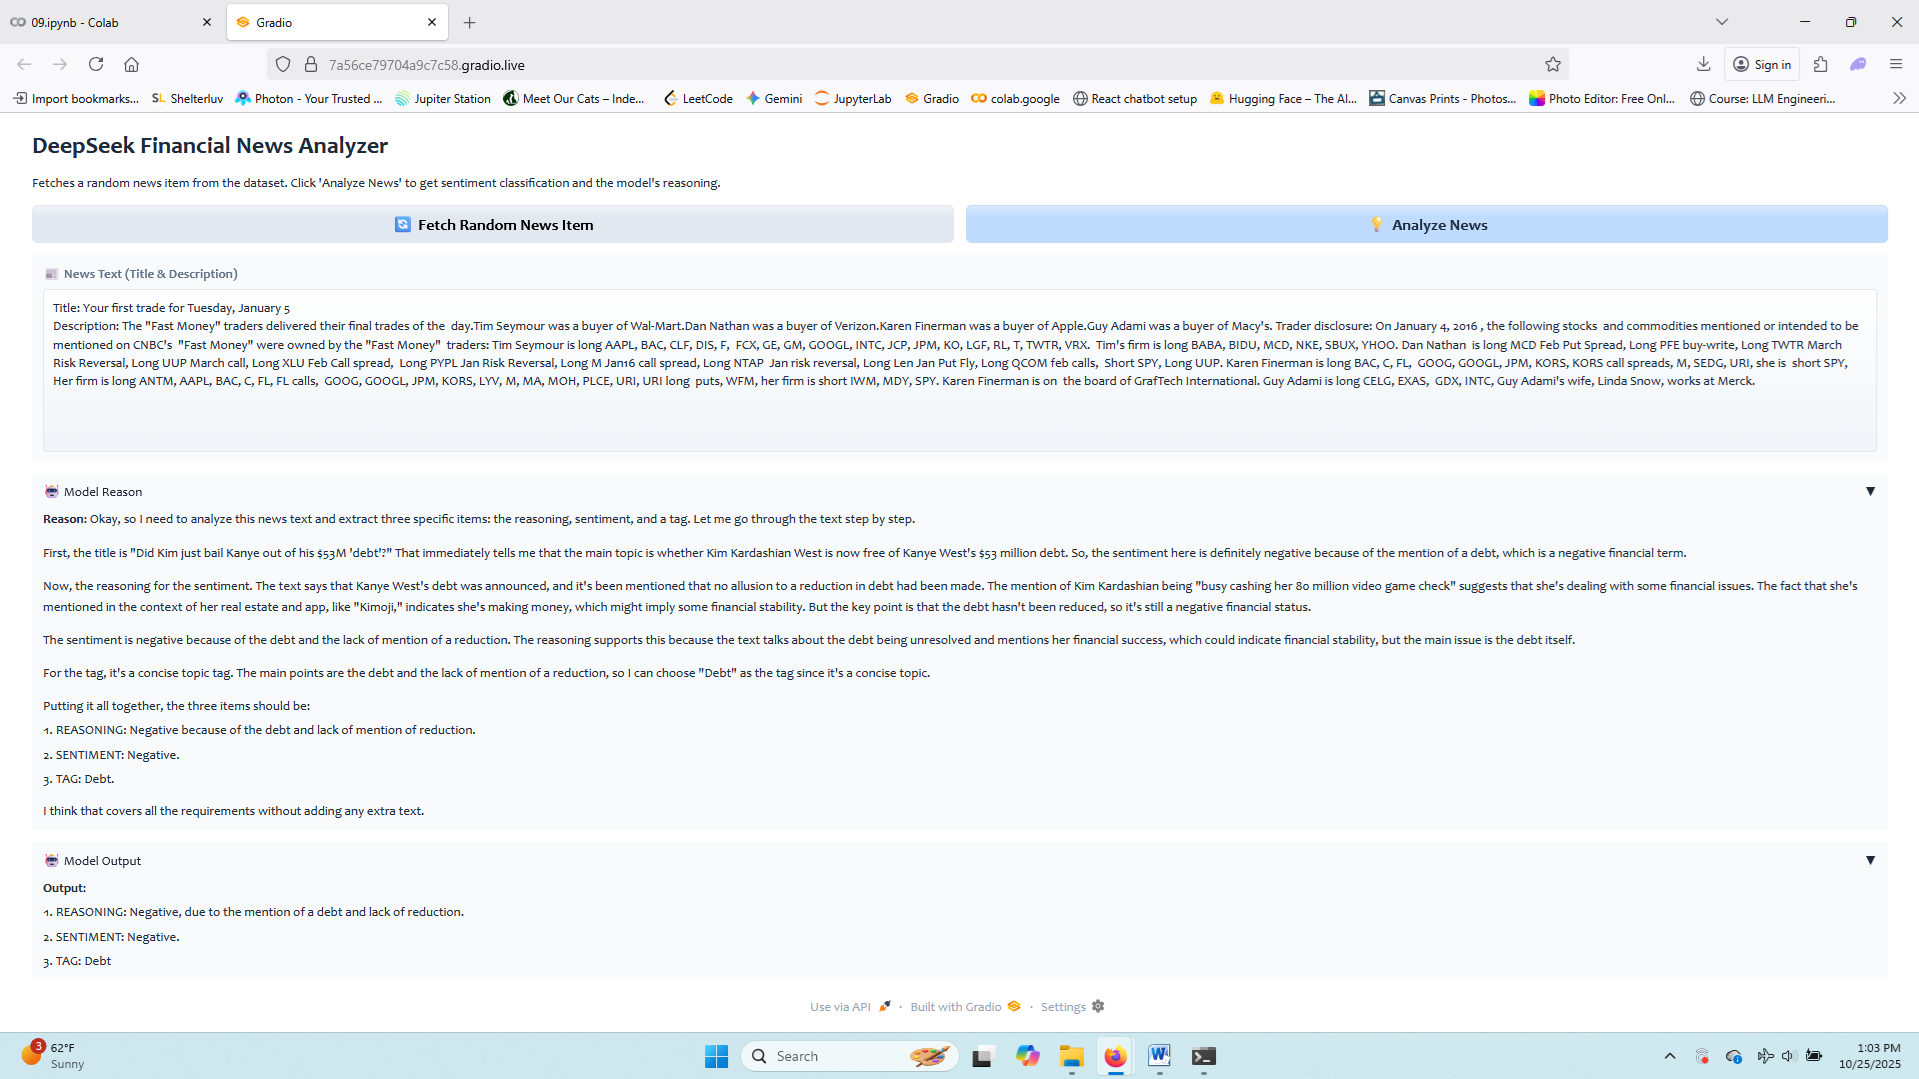 09.ipynb - Colab
Gradio
7a56ce79704a9c7c58.gradio.live
Sign in
Import bookmarks...
SL Shelterluv
Photon - Your Trusted ...
Jupiter Station
Meet Our Cats – Inde...
LeetCode
Gemini
JupyterLab
Gradio
colab.google
React chatbot setup
Hugging Face – The AI...
Canvas Prints - Photos...
Photo Editor: Free Onl...
Course: LLM Engineeri...
DeepSeek Financial News Analyzer
Fetches a random news item from the dataset. Click 'Analyze News' to get sentiment classification and the model's reasoning.
Fetch Random News Item
Analyze News
News Text (Title & Description)
Title: Your first trade for Tuesday, January 5
Description: The "Fast Money" traders delivered their final trades of the day.Tim Seymour was a buyer of Wal-Mart.Dan Nathan was a buyer of Verizon.Karen Finerman was a buyer of Apple.Guy Adami was a buyer of Macy's. Trader disclosure: On January 4, 2016 , the following stocks and commodities mentioned or intended to be
mentioned on CNBC's "Fast Money" were owned by the "Fast Money" traders: Tim Seymour is long AAPL, BAC, CLF, DIS, F, FCX, GE, GM, GOOGL, INTC, JCP, JPM, KO, LGF, RL, T, TWTR, VRX. Tim's firm is long BABA, BIDU, MCD, NKE, SBUX, YHOO. Dan Nathan is long MCD Feb Put Spread, Long PFE buy-write, Long TWTR March
Risk Reversal, Long UUP March call, Long XLU Feb Call spread, Long PYPL Jan Risk Reversal, Long M Jan16 call spread, Long NTAP Jan risk reversal, Long Len Jan Put Fly, Long QCOM feb calls, Short SPY, Long UUP. Karen Finerman is long BAC, C, FL, GOOG, GOOGL, JPM, KORS, KORS call spreads, M, SEDG, URI, she is short SPY,
Her firm is long ANTM, AAPL, BAC, C, FL, FL calls, GOOG, GOOGL, JPM, KORS, LYV, M, MA, MOH, PLCE, URI, URI long puts, WFM, her firm is short IWM, MDY, SPY. Karen Finerman is on the board of GrafTech International. Guy Adami is long CELG, EXAS, GDX, INTC, Guy Adami's wife, Linda Snow, works at Merck.
Model Reason
Reason: Okay, so I need to analyze this news text and extract three specific items: the reasoning, sentiment, and a tag. Let me go through the text step by step.
First, the title is "Did Kim just bail Kanye out of his $53M 'debt'?" That immediately tells me that the main topic is whether Kim Kardashian West is now free of Kanye West's $53 million debt. So, the sentiment here is definitely negative because of the mention of a debt, which is a negative financial term.
Now, the reasoning for the sentiment. The text says that Kanye West's debt was announced, and it's been mentioned that no allusion to a reduction in debt had been made. The mention of Kim Kardashian being "busy cashing her 80 million video game check" suggests that she's dealing with some financial issues. The fact that she's
mentioned in the context of her real estate and app, like "Kimoji," indicates she's making money, which might imply some financial stability. But the key point is that the debt hasn't been reduced, so it's still a negative financial status.
The sentiment is negative because of the debt and the lack of mention of a reduction. The reasoning supports this because the text talks about the debt being unresolved and mentions her financial success, which could indicate financial stability, but the main issue is the debt itself.
For the tag, it's a concise topic tag. The main points are the debt and the lack of mention of a reduction, so I can choose "Debt" as the tag since it's a concise topic.
Putting it all together, the three items should be:
1. REASONING: Negative because of the debt and lack of mention of reduction.
2. SENTIMENT: Negative.
3. TAG: Debt.
I think that covers all the requirements without adding any extra text.
Model Output
Output:
1. REASONING: Negative, due to the mention of a debt and lack of reduction.
2. SENTIMENT: Negative.
3. TAG: Debt
Use via API · Built with Gradio · Settings
3
62°F
Sunny
Search
1:03 PM
10/25/2025